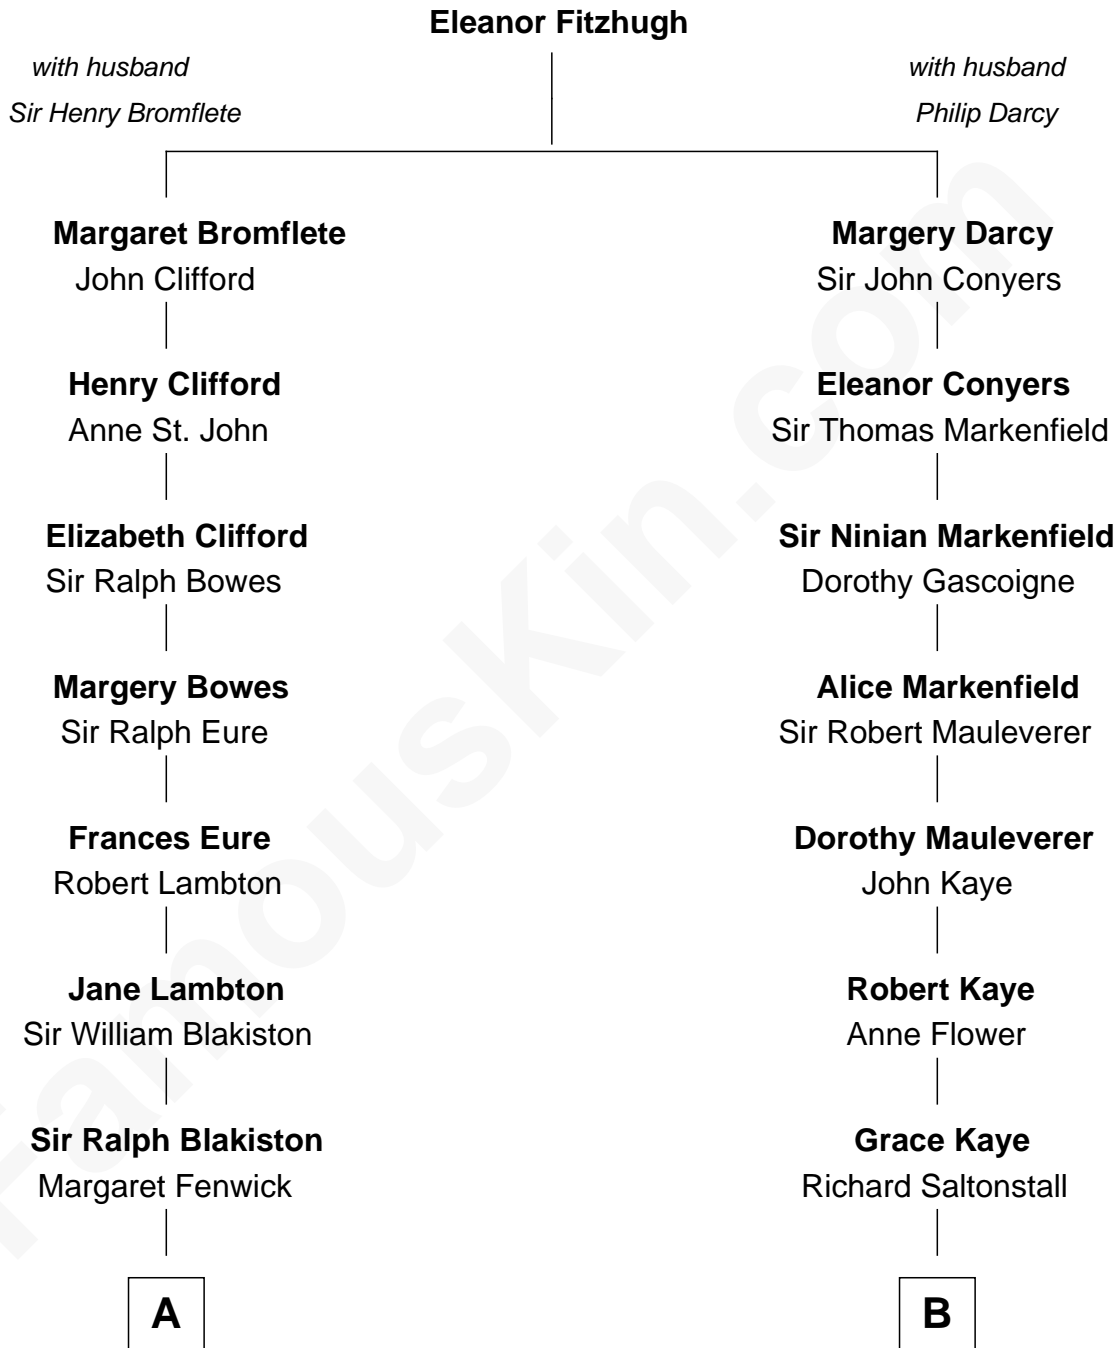 Eleanor Fitzhugh
with husband
Sir Henry Bromflete
with husband
Philip Darcy
Margaret Bromflete
John Clifford
Henry Clifford
Anne St. John
Elizabeth Clifford
Sir Ralph Bowes
Margery Bowes
Sir Ralph Eure
Frances Eure
Robert Lambton
Jane Lambton
Sir William Blakiston
Sir Ralph Blakiston
Margaret Fenwick
A
Margery Darcy
Sir John Conyers
Eleanor Conyers
Sir Thomas Markenfield
Sir Ninian Markenfield
Dorothy Gascoigne
Alice Markenfield
Sir Robert Mauleverer
Dorothy Mauleverer
John Kaye
Robert Kaye
Anne Flower
Grace Kaye
Richard Saltonstall
B
FamousKin.com